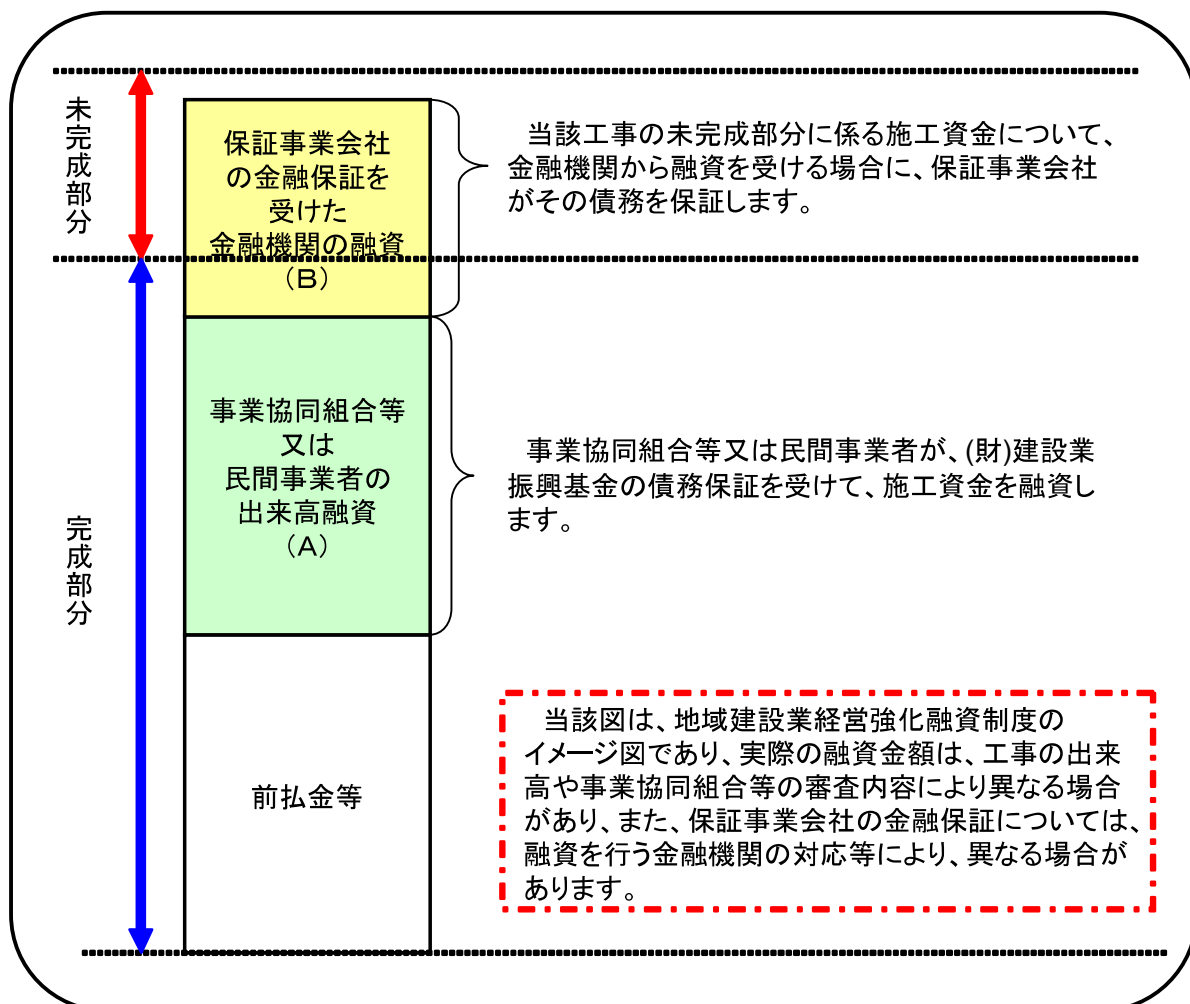 未完成部分
保証事業会社
の金融保証を
受けた
金融機関の融資
（B）
当該工事の未完成部分に係る施工資金について、
金融機関から融資を受ける場合に、保証事業会社
がその債務を保証します。
完成部分
事業協同組合等
又は
民間事業者の
出来高融資
（A）
事業協同組合等又は民間事業者が、(財)建設業
振興基金の債務保証を受けて、施工資金を融資し
ます。
前払金等
当該図は、地域建設業経営強化融資制度の
イメージ図であり、実際の融資金額は、工事の出来
高や事業協同組合等の審査内容により異なる場合
があり、また、保証事業会社の金融保証については、
融資を行う金融機関の対応等により、異なる場合が
あります。